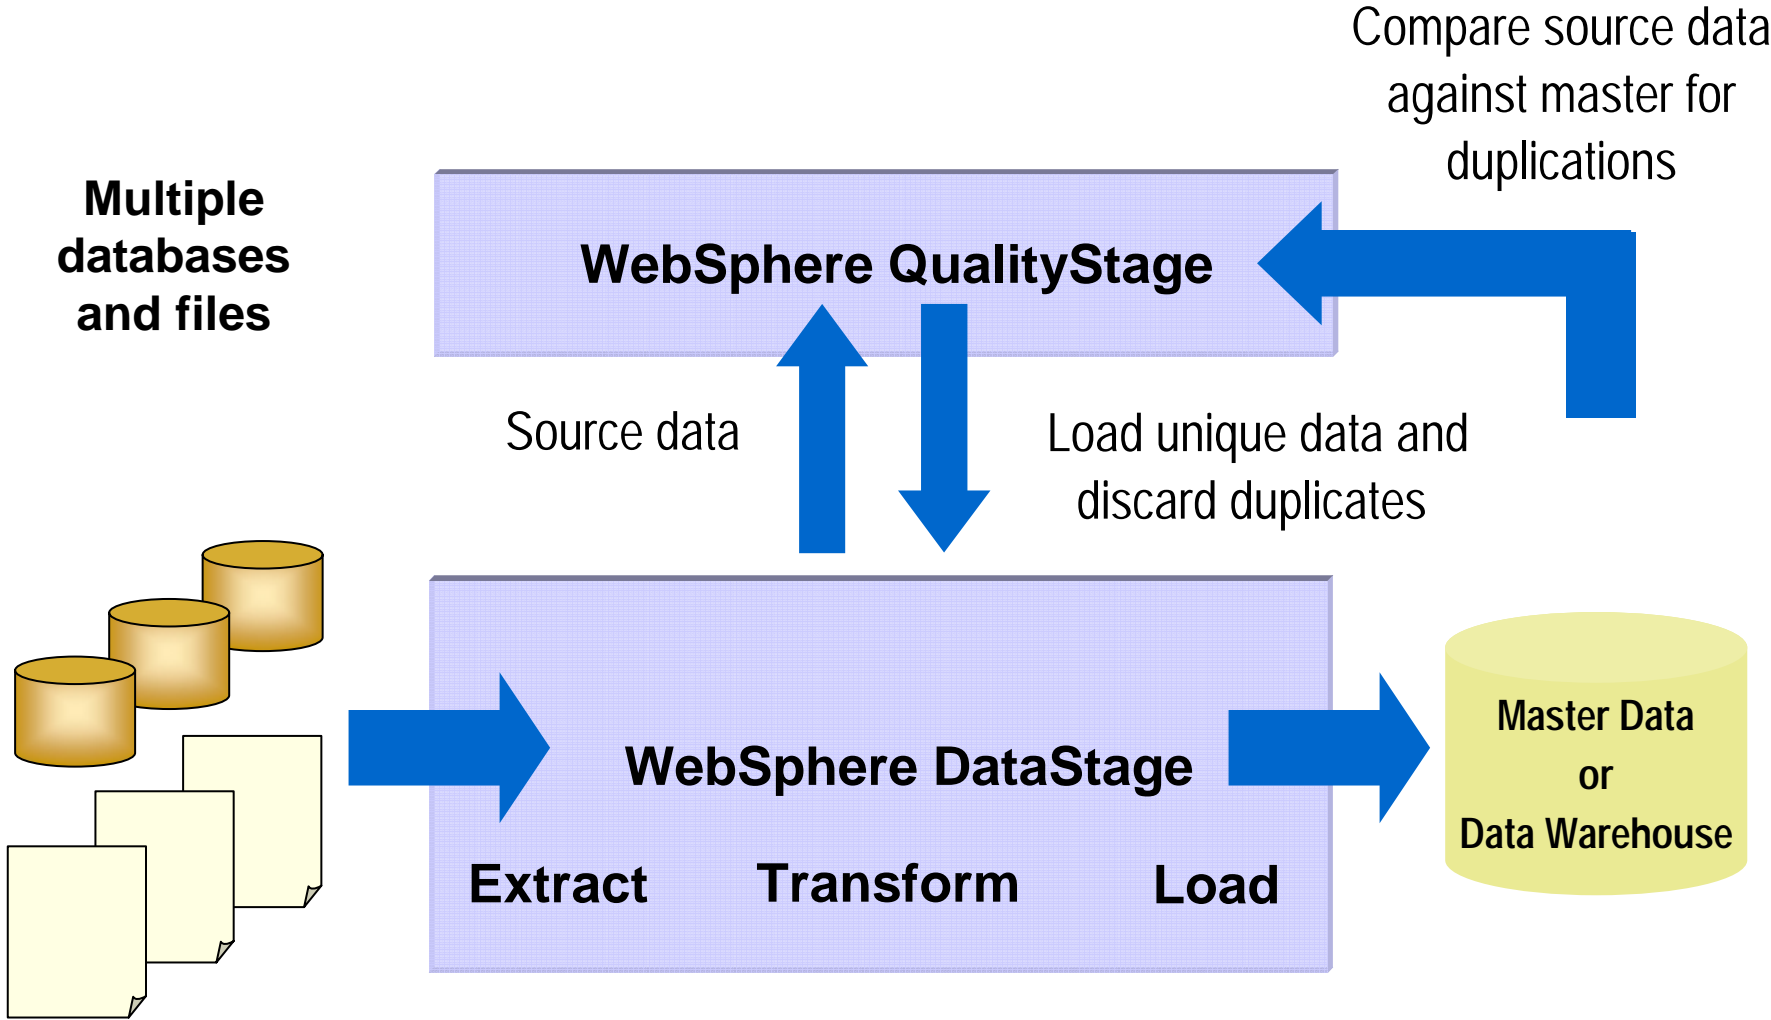 Compare source data
against master for
duplications
Multiple
databases
and files
WebSphere QualityStage
Source data
Load unique data and
discard duplicates
WebSphere DataStage
Extract
Transform
Load
Master Data
or
Data Warehouse